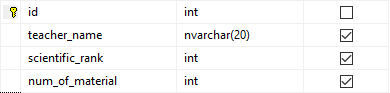 id int
teacher_name nvarchar(20)
scientific_rank int
num_of_material int